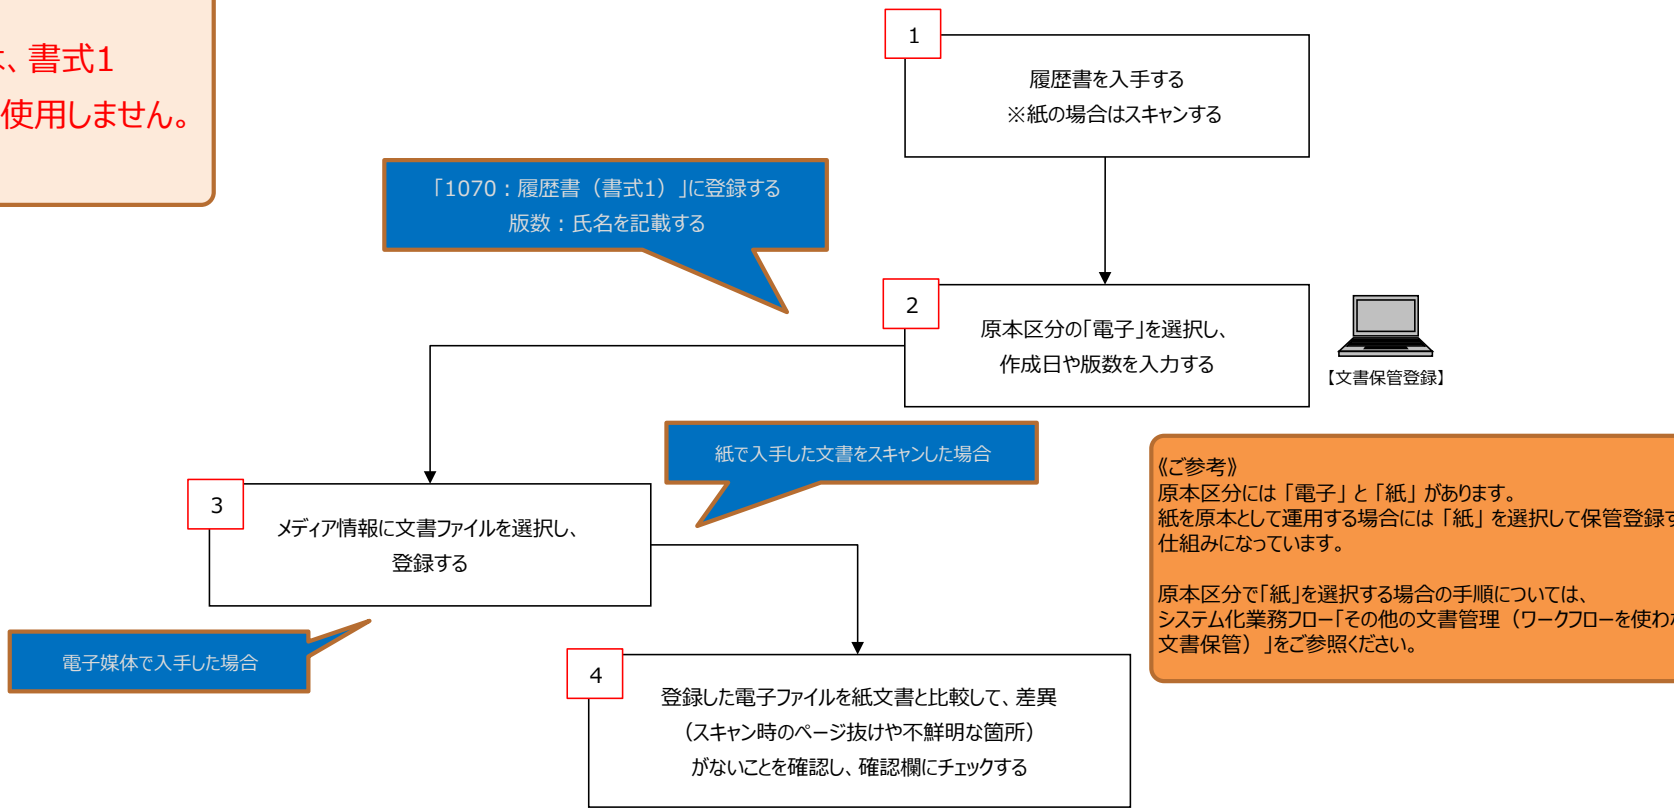 、書式1
使用しません。
1
履歴書を入手する
※紙の場合はスキャンする
「1070：履歴書（書式1）」に登録する
版数：氏名を記載する
2
原本区分の「電子」を選択し、
作成日や版数を入力する
【文書保管登録】
紙で入手した文書をスキャンした場合
3
メディア情報に文書ファイルを選択し、
登録する
電子媒体で入手した場合
4
登録した電子ファイルを紙文書と比較して、差異
（スキャン時のページ抜けや不鮮明な箇所）
がないことを確認し、確認欄にチェックする
《ご参考》
原本区分には「電子」と「紙」があります。
紙を原本として運用する場合には「紙」を選択して保管登録す
仕組みになっています。
原本区分で「紙」を選択する場合の手順については、
システム化業務フロー「その他の文書管理（ワークフローを使わ
文書保管）」をご参照ください。